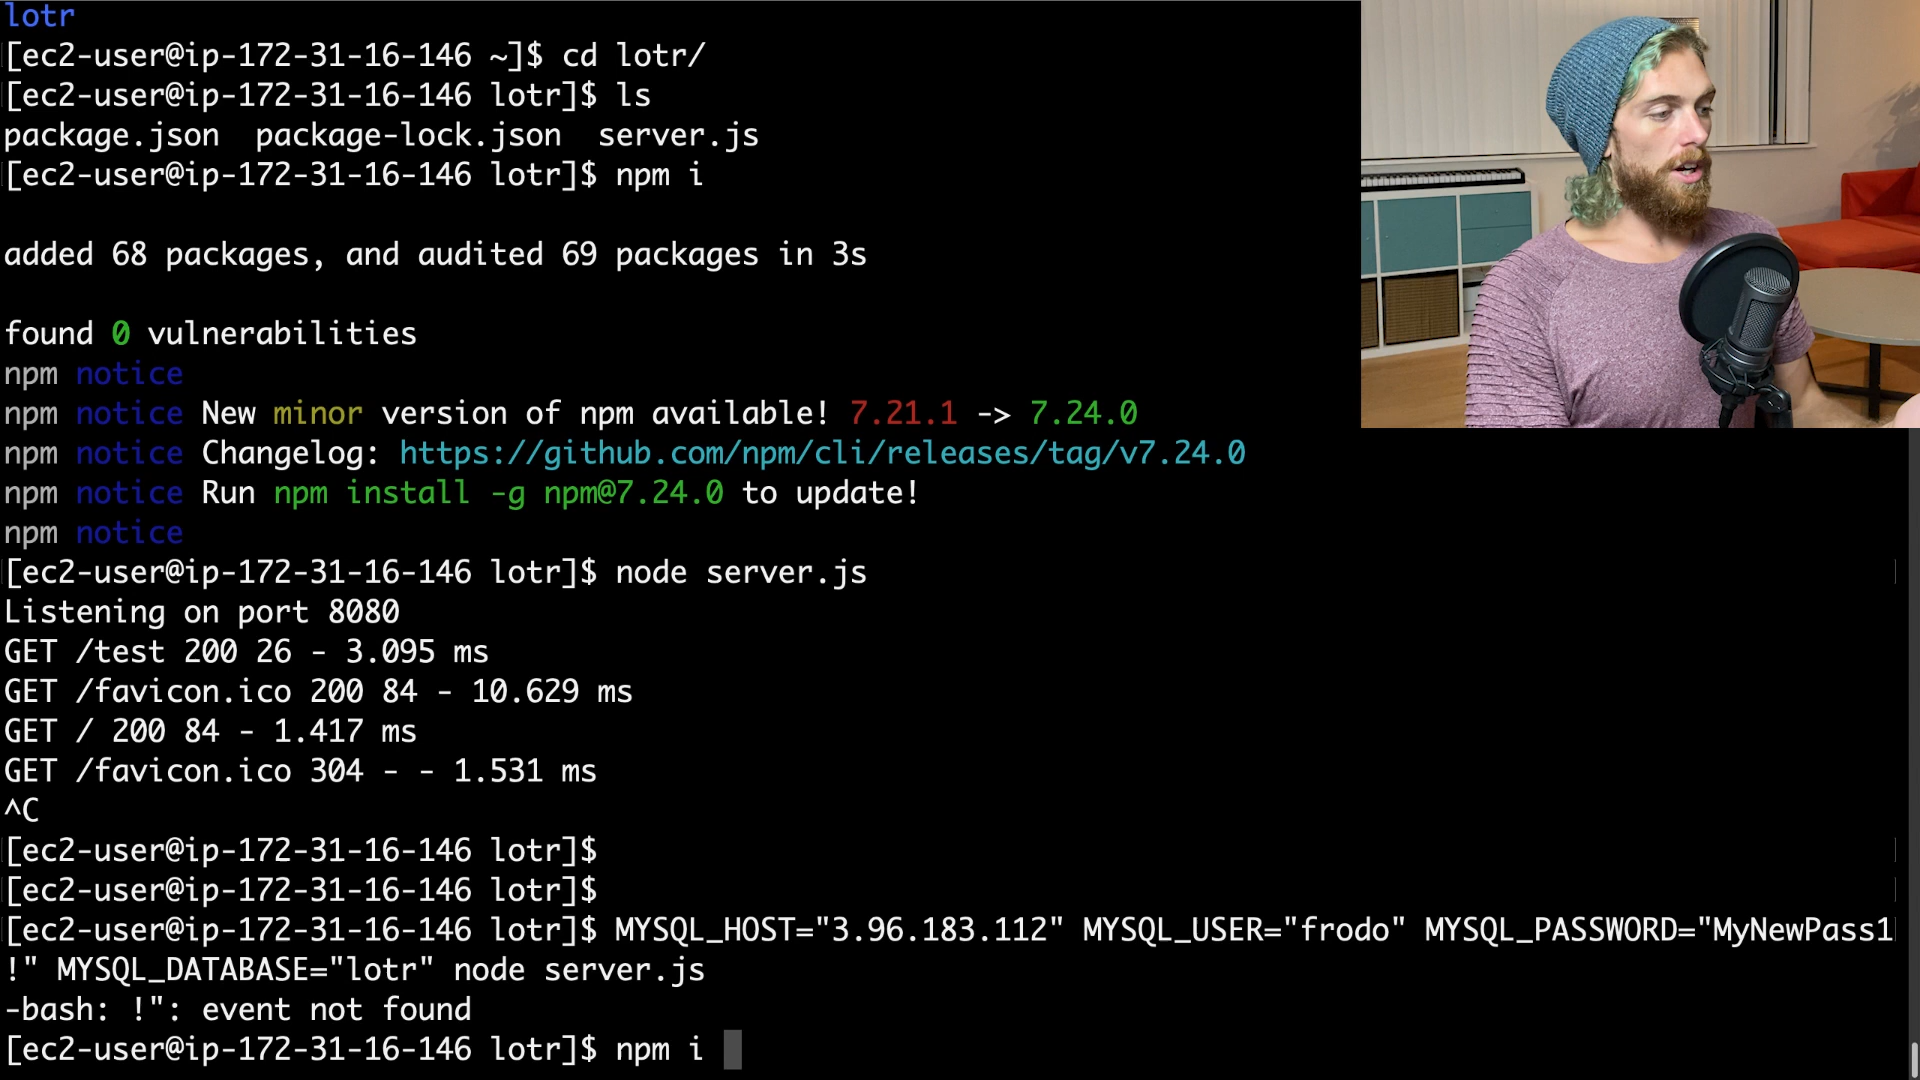 lotr
[ec2-user@ip-172-31-16-146 ~]$ cd lotr/
[ec2-user@ip-172-31-16-146 lotr]$ ls
package.json  package-lock.json  server.js
[ec2-user@ip-172-31-16-146 lotr]$ npm i
added 68 packages, and audited 69 packages in 3s
found 0 vulnerabilities
npm notice
npm notice New minor version of npm available! 7.21.1 -> 7.24.0
npm notice Changelog: https://github.com/npm/cli/releases/tag/v7.24.0
npm notice Run npm install -g npm@7.24.0 to update!
npm notice
[ec2-user@ip-172-31-16-146 lotr]$ node server.js
Listening on port 8080
GET /test 200 26 - 3.095 ms
GET /favicon.ico 200 84 - 10.629 ms
GET / 200 84 - 1.417 ms
GET /favicon.ico 304 - - 1.531 ms
^C
[ec2-user@ip-172-31-16-146 lotr]$
[ec2-user@ip-172-31-16-146 lotr]$
[ec2-user@ip-172-31-16-146 lotr]$ MYSQL_HOST="3.96.183.112" MYSQL_USER="frodo" MYSQL_PASSWORD="MyNewPass1
!" MYSQL_DATABASE="lotr" node server.js
-bash: !": event not found
[ec2-user@ip-172-31-16-146 lotr]$ npm i